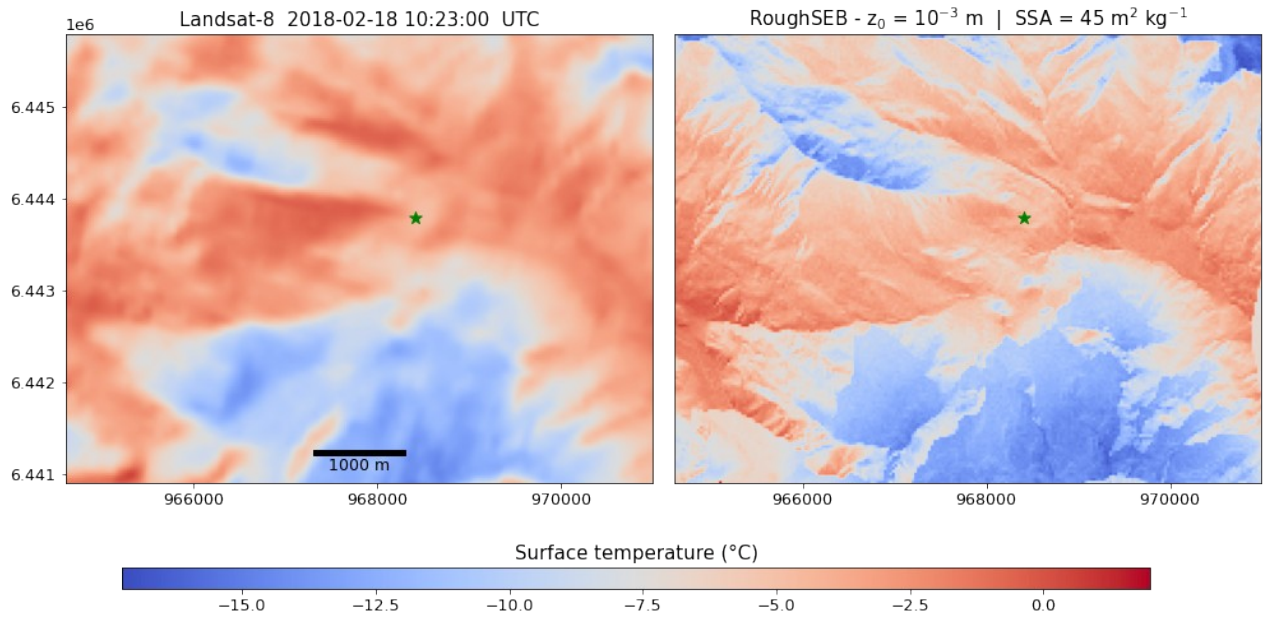 Landsat-8 2018-02-18 10:23:00 UTC
RoughSEB - z₀ = 10⁻³ m | SSA = 45 m² kg⁻¹
1e6
6.445
6.444
6.443
6.442
6.441
1000 m
966000 968000 970000
966000 968000 970000
Surface temperature (°C)
−15.0 −12.5 −10.0 −7.5 −5.0 −2.5 0.0